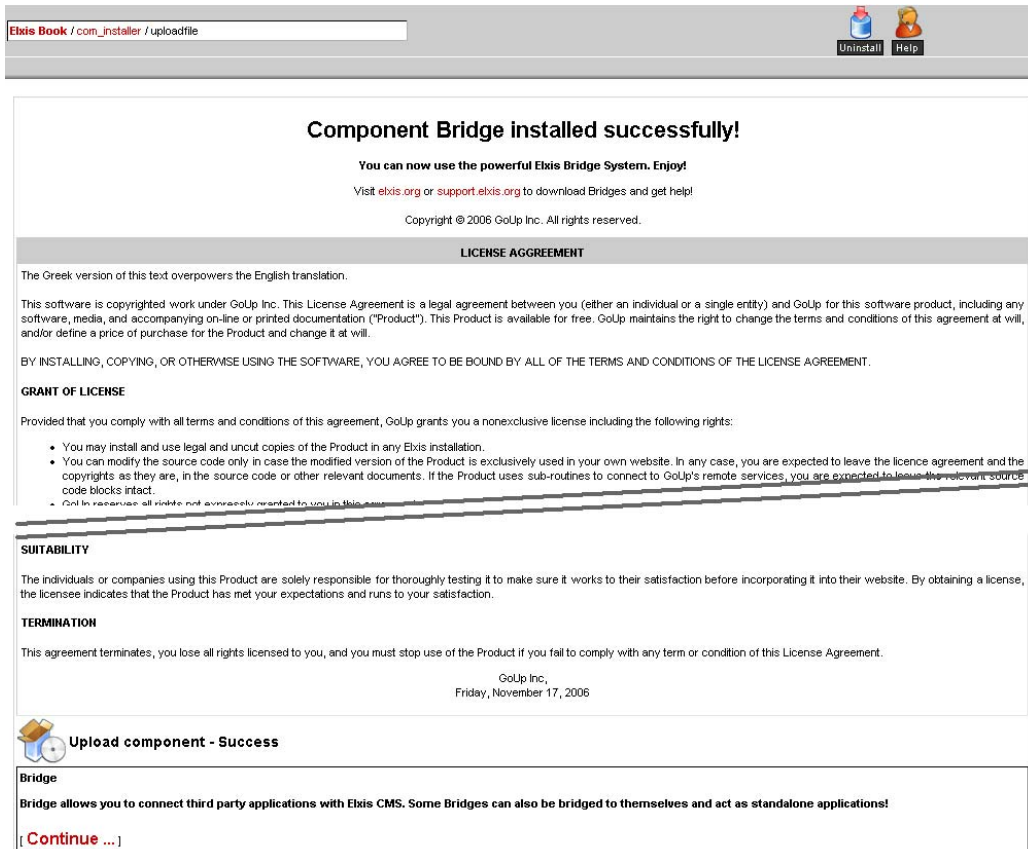 Elxis Book / com_installer / uploadfile
Uninstall Help
Component Bridge installed successfully!
You can now use the powerful Elxis Bridge System. Enjoy!
Visit elxis.org or support.elxis.org to download Bridges and get help!
Copyright © 2006 GoUp Inc. All rights reserved.
LICENSE AGGREEMENT
The Greek version of this text overpowers the English translation.
This software is copyrighted work under GoUp Inc. This License Agreement is a legal agreement between you (either an individual or a single entity) and GoUp for this software product, including any
software, media, and accompanying on-line or printed documentation ("Product"). This Product is available for free. GoUp maintains the right to change the terms and conditions of this agreement at will,
and/or define a price of purchase for the Product and change it at will.
BY INSTALLING, COPYING, OR OTHERWISE USING THE SOFTWARE, YOU AGREE TO BE BOUND BY ALL OF THE TERMS AND CONDITIONS OF THE LICENSE AGREEMENT.
GRANT OF LICENSE
Provided that you comply with all terms and conditions of this agreement, GoUp grants you a nonexclusive license including the following rights:
• You may install and use legal and uncut copies of the Product in any Elxis installation.
• You can modify the source code only in case the modified version of the Product is exclusively used in your own website. In any case, you are expected to leave the licence agreement and the
copyrights as they are, in the source code or other relevant documents. If the Product uses sub-routines to connect to GoUp's remote services, you are expected to leave the relevant source
code blocks intact.
• GoUp reserves all rights not expressly granted to you in this
SUITABILITY
The individuals or companies using this Product are solely responsible for thoroughly testing it to make sure it works to their satisfaction before incorporating it into their website. By obtaining a license,
the licensee indicates that the Product has met your expectations and runs to your satisfaction.
TERMINATION
This agreement terminates, you lose all rights licensed to you, and you must stop use of the Product if you fail to comply with any term or condition of this License Agreement.
GoUp Inc,
Friday, November 17, 2006
Upload component - Success
Bridge
Bridge allows you to connect third party applications with Elxis CMS. Some Bridges can also be bridged to themselves and act as standalone applications!
[ Continue ... ]